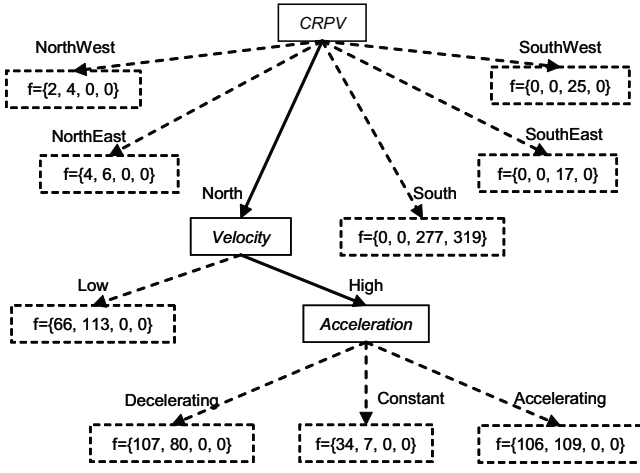 CRPV
NorthWest
SouthWest
f={2, 4, 0, 0}
f={0, 0, 25, 0}
NorthEast
SouthEast
f={4, 6, 0, 0}
f={0, 0, 17, 0}
North
South
Velocity
f={0, 0, 277, 319}
Low
High
f={66, 113, 0, 0}
Acceleration
Decelerating
Constant
Accelerating
f={107, 80, 0, 0}
f={34, 7, 0, 0}
f={106, 109, 0, 0}